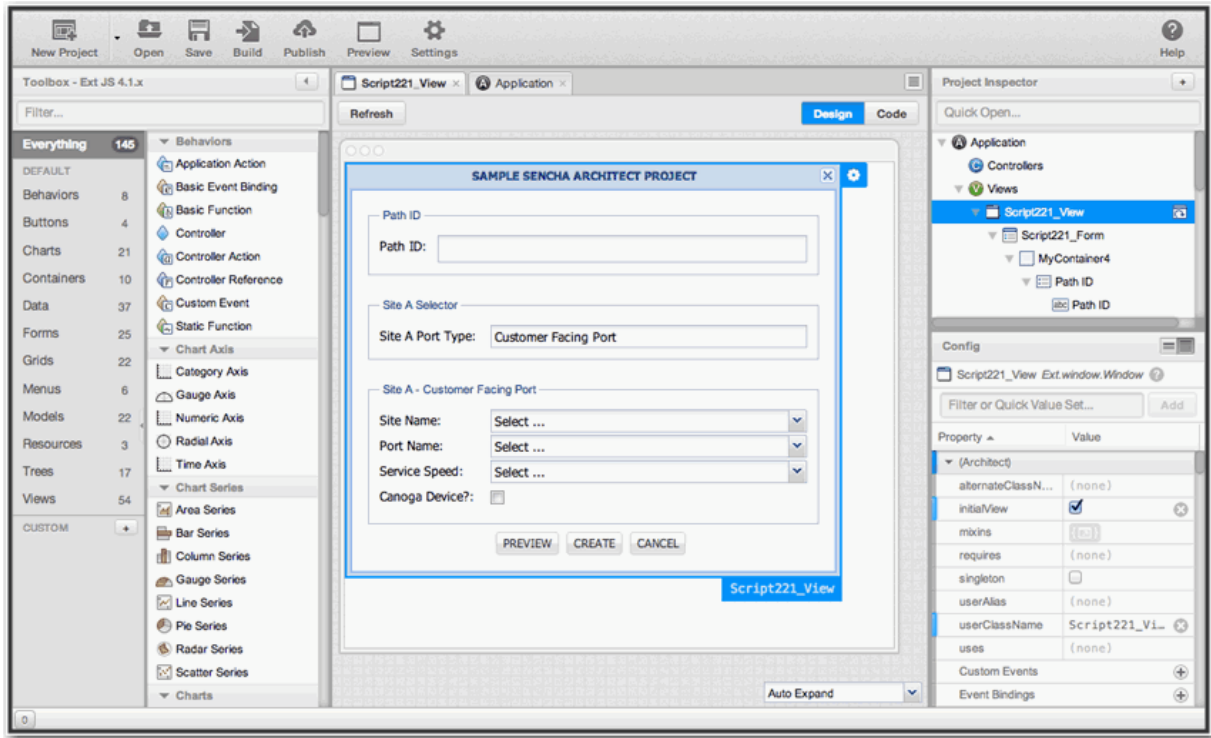 New Project Open Save Build Publish Preview Settings Help
Toolbox - Ext JS 4.1.x
Filter...
Everything 145
DEFAULT
Behaviors 8
Buttons 4
Charts 21
Containers 10
Data 37
Forms 25
Grids 22
Menus 6
Models 22
Resources 3
Trees 17
Views 54
CUSTOM +
Behaviors
Application Action
Basic Event Binding
Basic Function
Controller
Controller Action
Controller Reference
Custom Event
Static Function
Chart Axis
Category Axis
Gauge Axis
Numeric Axis
Radial Axis
Time Axis
Chart Series
Area Series
Bar Series
Column Series
Gauge Series
Line Series
Pie Series
Radar Series
Scatter Series
Charts
Script221_View × Application ×
Refresh Design Code
SAMPLE SENCHA ARCHITECT PROJECT
Path ID
Path ID:
Site A Selector
Site A Port Type: Customer Facing Port
Site A - Customer Facing Port
Site Name: Select ...
Port Name: Select ...
Service Speed: Select ...
Canoga Device?:
PREVIEW CREATE CANCEL
Script221_View
Auto Expand
Project Inspector +
Quick Open...
Application
Controllers
Views
Script221_View
Script221_Form
MyContainer4
Path ID
abc Path ID
Config
Script221_View Ext.window.Window ?
Filter or Quick Value Set... Add
Property Value
(Architect)
alternateClassN... (none)
initialView
mixins
requires (none)
singleton
userAlias (none)
userClassName Script221_Vi...
uses (none)
Custom Events
Event Bindings
0